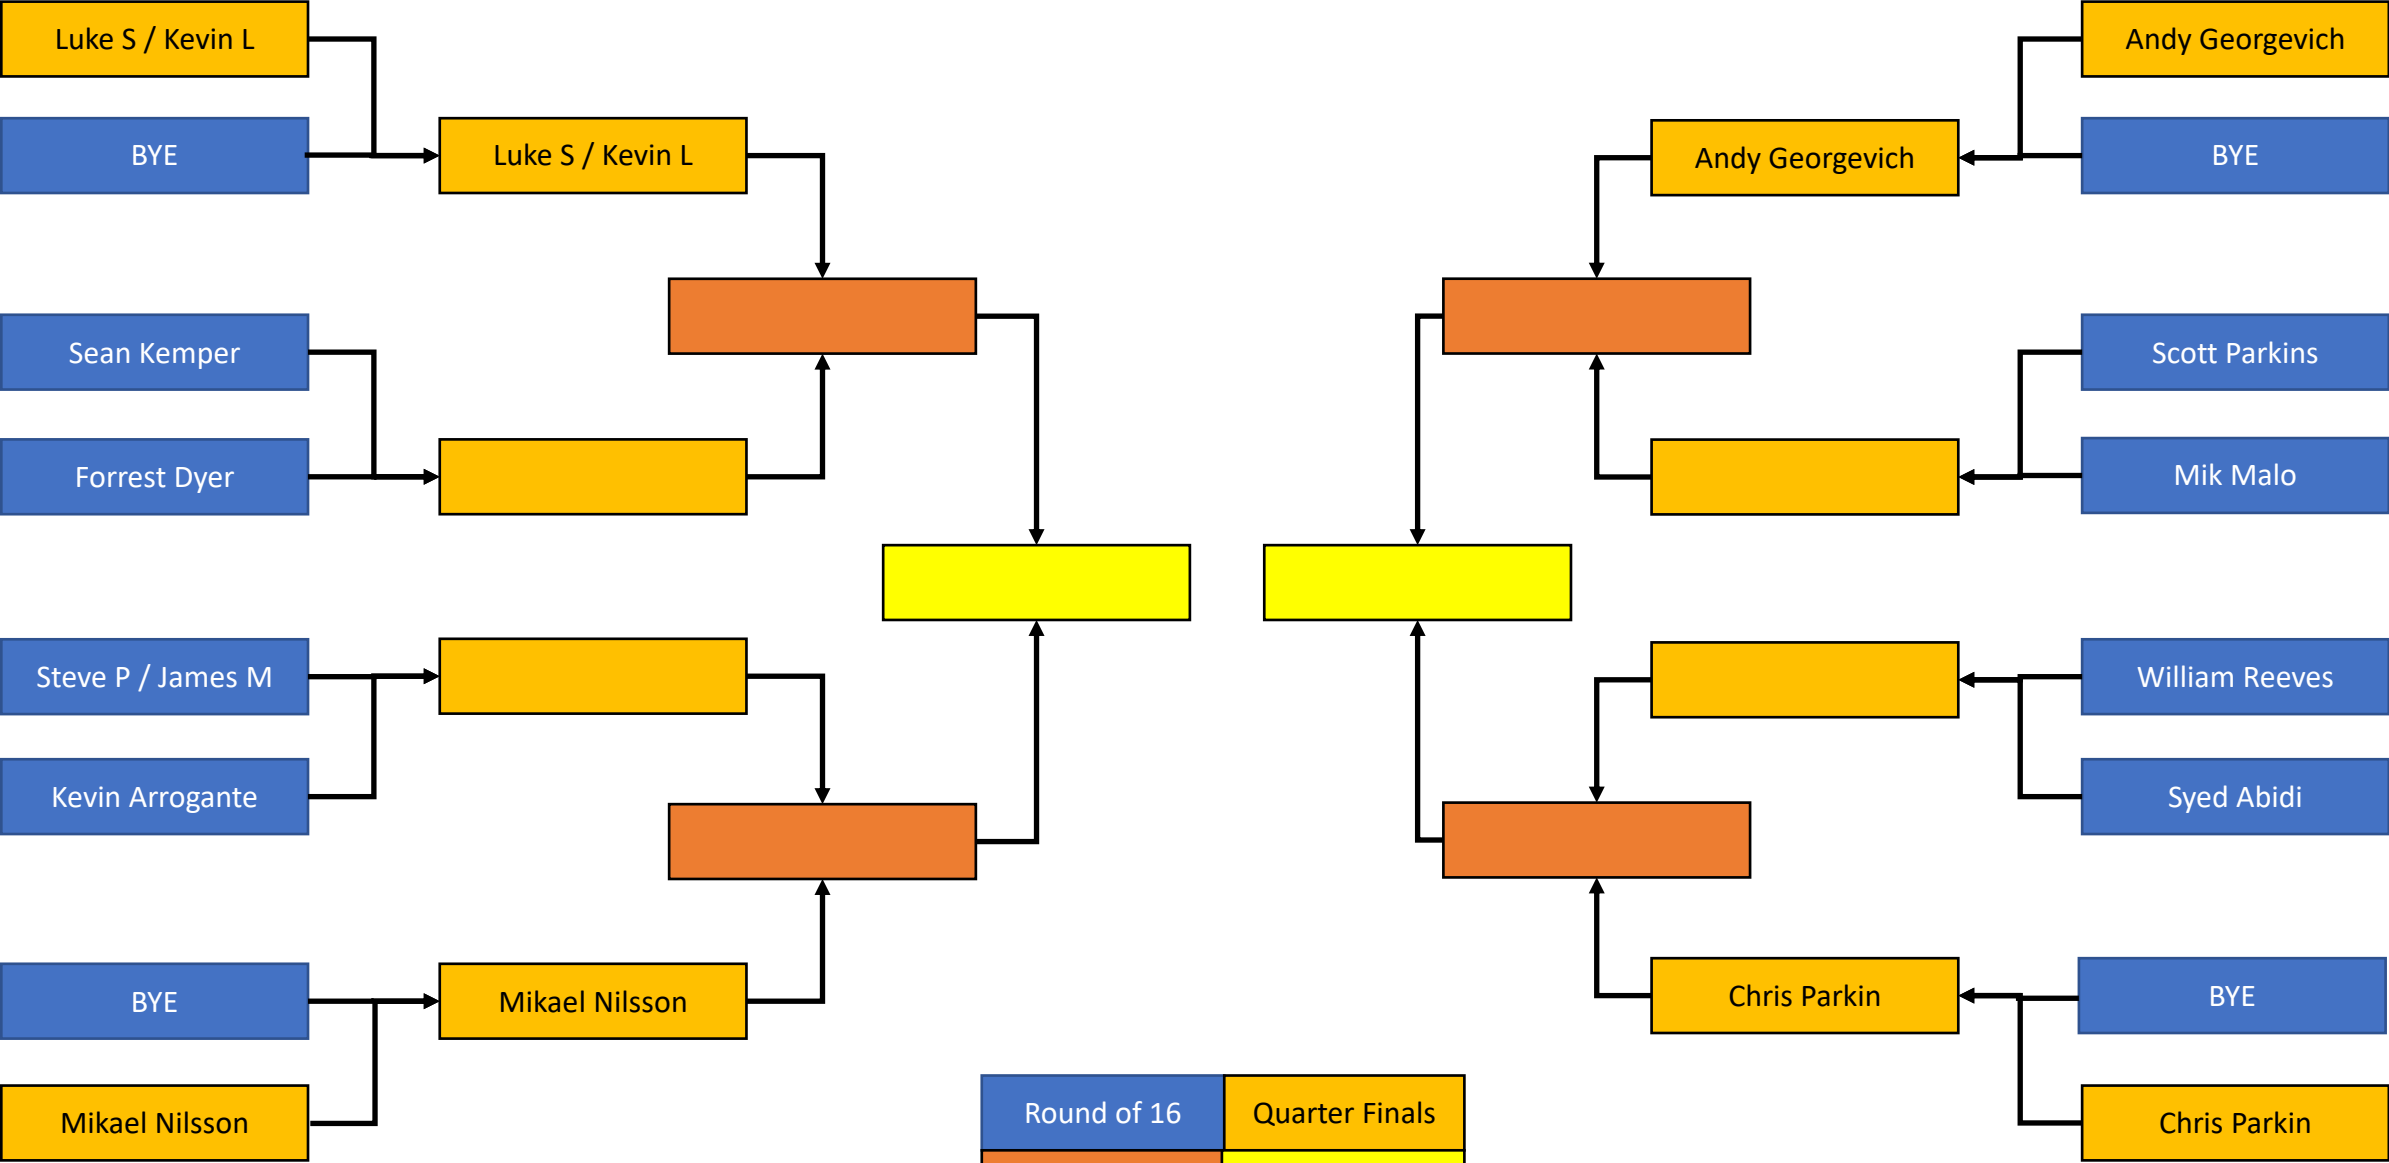 Luke S / Kevin L
BYE
Luke S / Kevin L
Sean Kemper
Forrest Dyer
Steve P / James M
Kevin Arrogante
BYE
Mikael Nilsson
Mikael Nilsson
Andy Georgevich
Andy Georgevich
BYE
Scott Parkins
Mik Malo
William Reeves
Syed Abidi
Chris Parkin
BYE
Chris Parkin
Round of 16
Quarter Finals